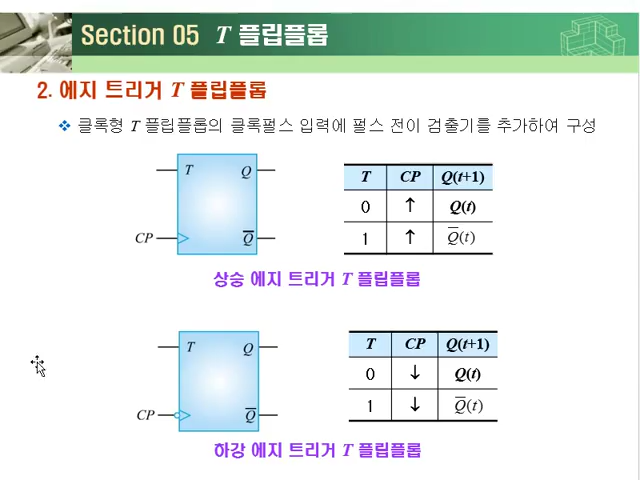 Section 05 T 플립플롭
2. 에지 트리거 T 플립플롭
❖ 클록형 T 플립플롭의 클록펄스 입력에 펄스 전이 검출기를 추가하여 구성
T Q
CP Q̅
T CP Q(t+1)
0 ↑ Q(t)
1 ↑ Q̅(t)
상승 에지 트리거 T 플립플롭
T Q
CP Q̅
T CP Q(t+1)
0 ↓ Q(t)
1 ↓ Q̅(t)
하강 에지 트리거 T 플립플롭